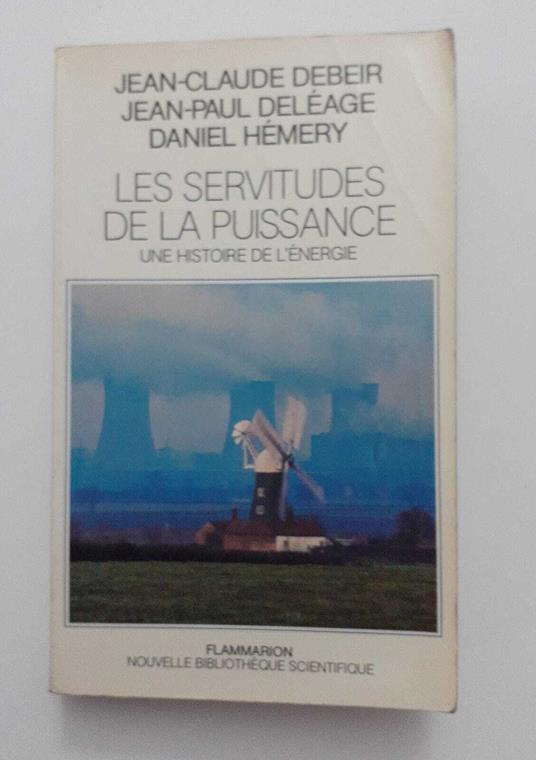 JEAN-CLAUDE DEBEIR
JEAN-PAUL DELÉAGE
DANIEL HÉMERY
LES SERVITUDES
DE LA PUISSANCE
UNE HISTOIRE DE L'ÉNERGIE
FLAMMARION
NOUVELLE BIBLIOTHÈQUE SCIENTIFIQUE